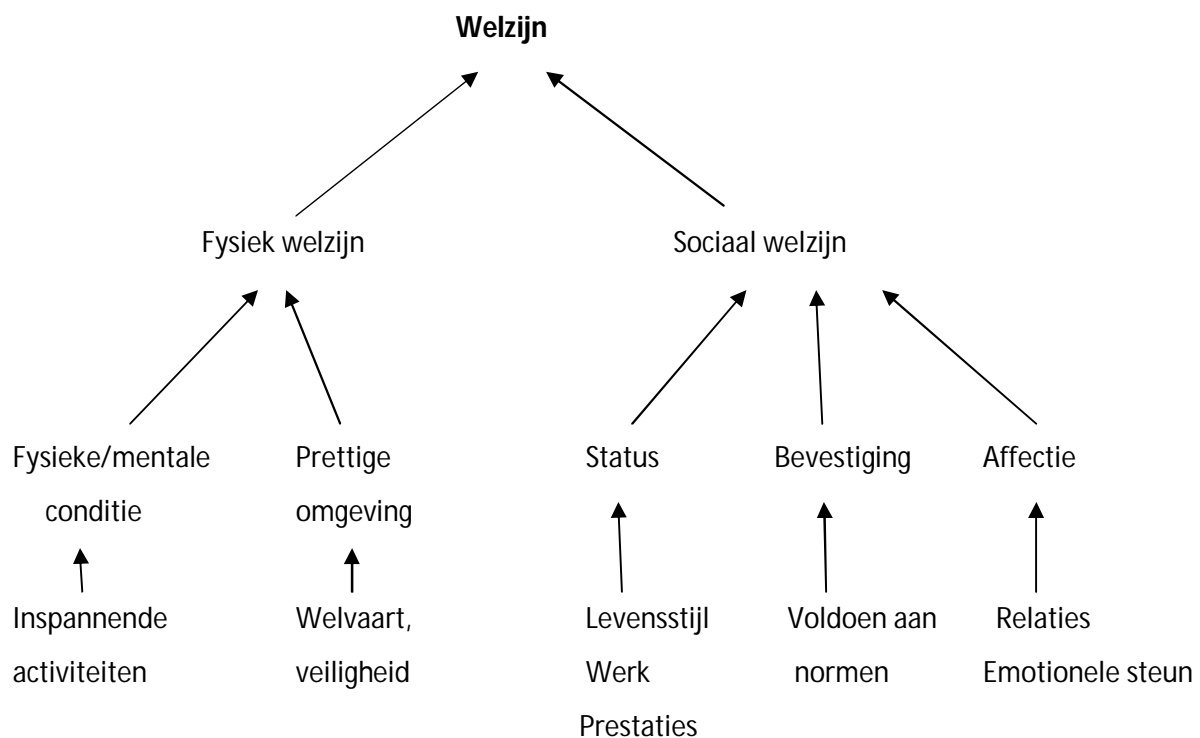 Welzijn
Fysiek welzijn
Sociaal welzijn
Fysieke/mentale
conditie
Prettige
omgeving
Status
Bevestiging
Affectie
Inspannende
activiteiten
Welvaart,
veiligheid
Levensstijl
Werk
Prestaties
Voldoen aan
normen
Relaties
Emotionele steun